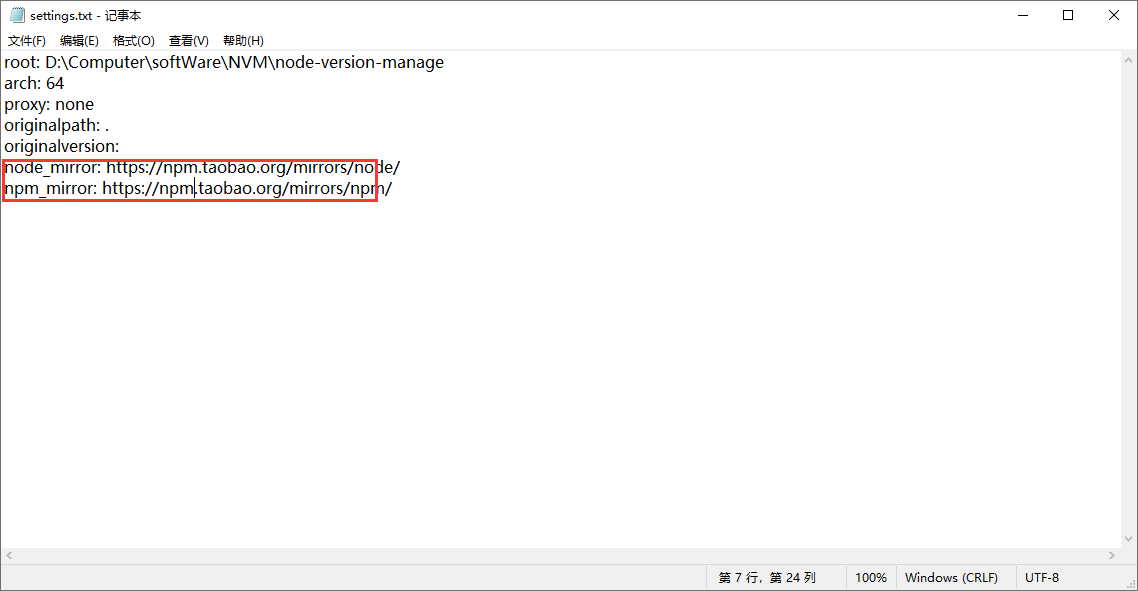 settings.txt - 记事本
文件(F) 编辑(E) 格式(O) 查看(V) 帮助(H)
root: D:\Computer\softWare\NVM\node-version-manage
arch: 64
proxy: none
originalpath: .
originalversion:
node_mirror: https://npm.taobao.org/mirrors/node/
npm_mirror: https://npm.taobao.org/mirrors/npm/
第 7 行，第 24 列 100% Windows (CRLF) UTF-8